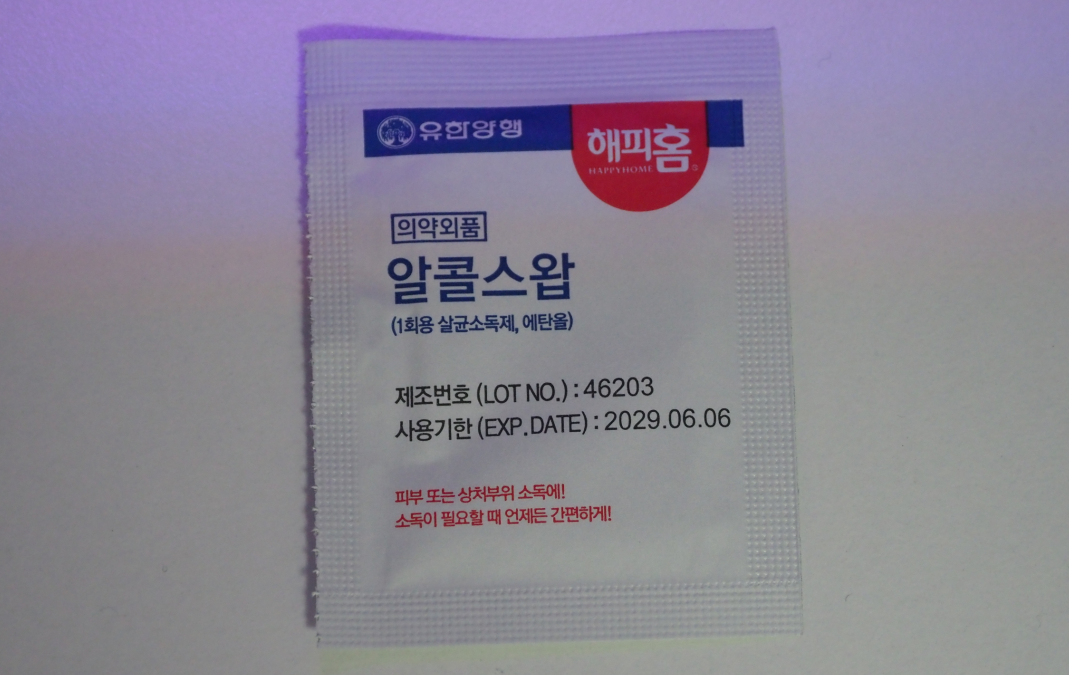 유한양행
해피홈
HAPPYHOME
의약외품
알콜스왑
(1회용 살균소독제, 에탄올)
제조번호 (LOT NO.) : 46203
사용기한 (EXP.DATE) : 2029.06.06
피부 또는 상처부위 소독에!
소독이 필요할 때 언제든 간편하게!